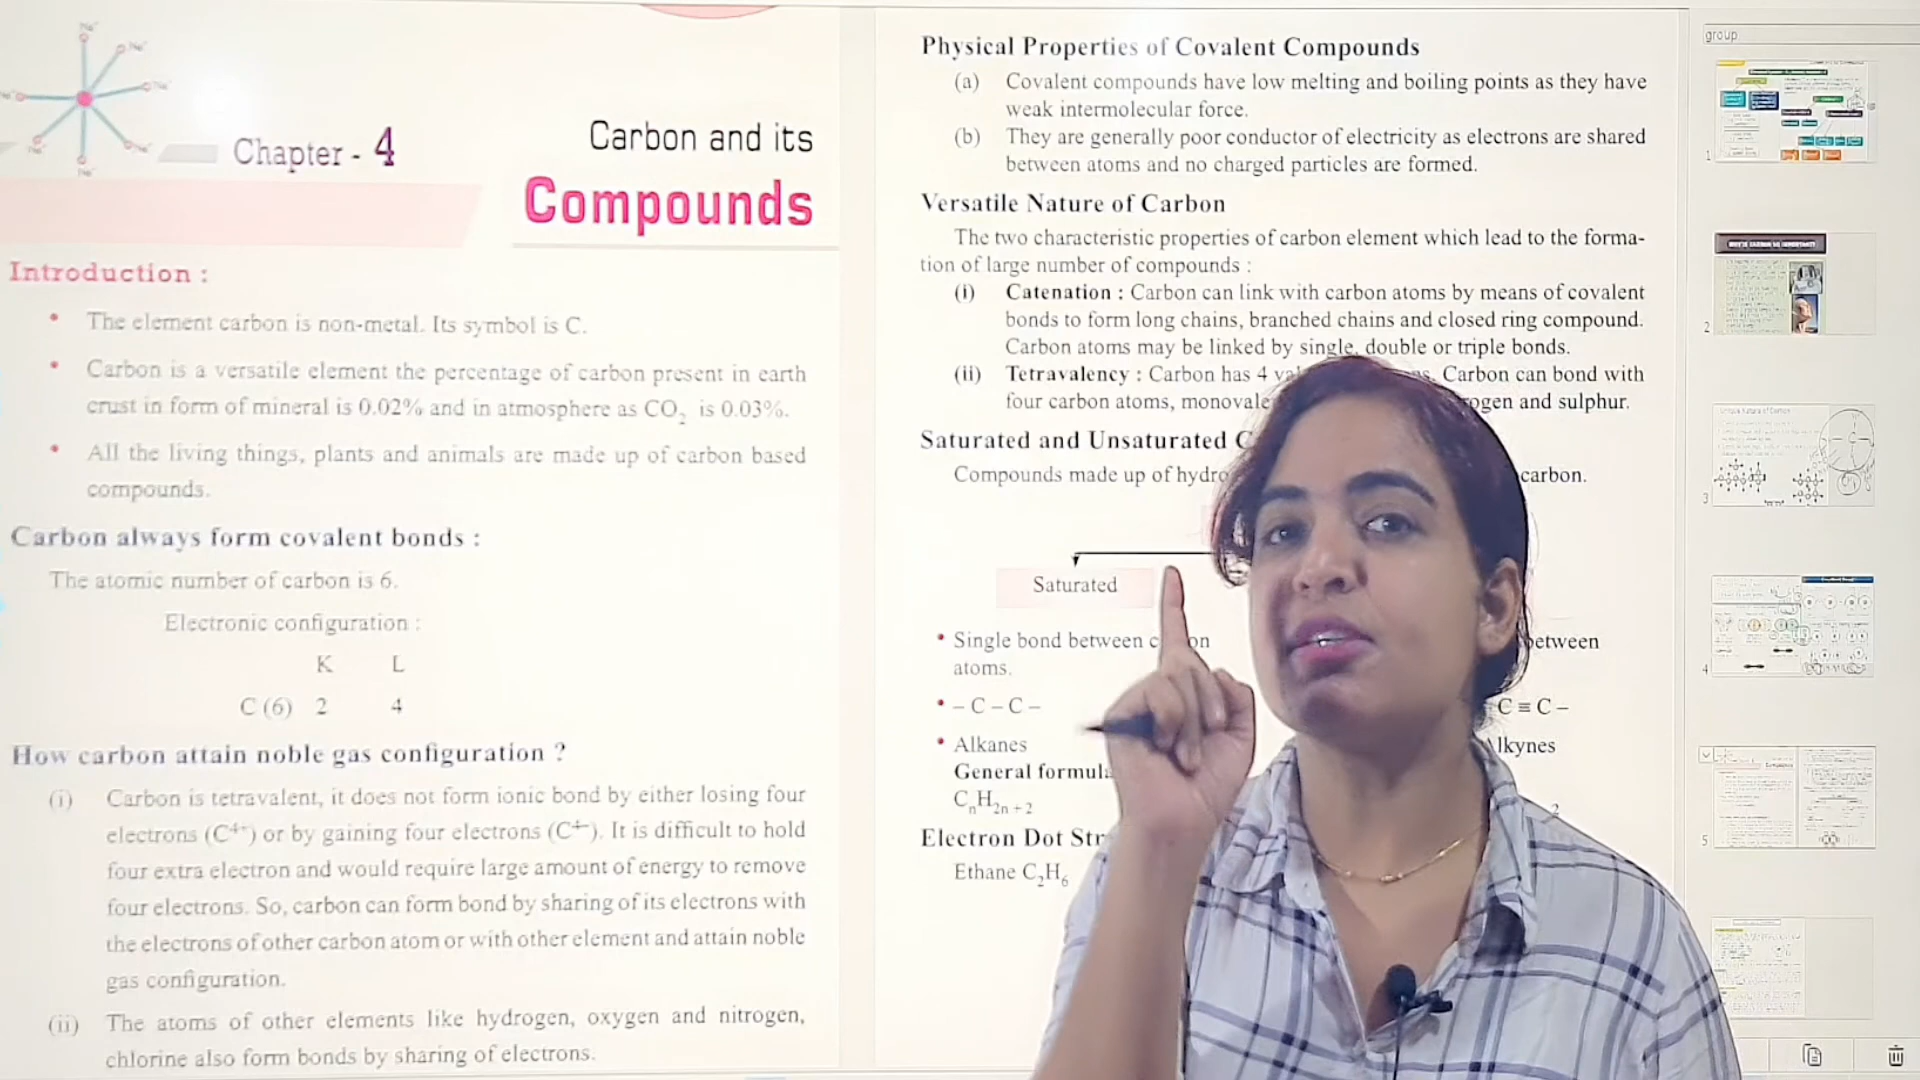 Chapter - 4
Carbon and its
Compounds
Introduction :
• The element carbon is non-metal. Its symbol is C.
• Carbon is a versatile element the percentage of carbon present in earth
crust in form of mineral is 0.02% and in atmosphere as CO₂ is 0.03%.
• All the living things, plants and animals are made up of carbon based
compounds.
Carbon always form covalent bonds :
The atomic number of carbon is 6.
Electronic configuration :
K L
C (6) 2 4
How carbon attain noble gas configuration ?
(i) Carbon is tetravalent, it does not form ionic bond by either losing four
electrons (C⁴⁺) or by gaining four electrons (C⁴⁻). It is difficult to hold
four extra electron and would require large amount of energy to remove
four electrons. So, carbon can form bond by sharing of its electrons with
the electrons of other carbon atom or with other element and attain noble
gas configuration.
(ii) The atoms of other elements like hydrogen, oxygen and nitrogen,
chlorine also form bonds by sharing of electrons.
Physical Properties of Covalent Compounds
(a) Covalent compounds have low melting and boiling points as they have
weak intermolecular force.
(b) They are generally poor conductor of electricity as electrons are shared
between atoms and no charged particles are formed.
Versatile Nature of Carbon
The two characteristic properties of carbon element which lead to the forma-
tion of large number of compounds :
(i) Catenation : Carbon can link with carbon atoms by means of covalent
bonds to form long chains, branched chains and closed ring compound.
Carbon atoms may be linked by single, double or triple bonds.
(ii) Tetravalency : Carbon has 4 Carbon can bond with
four carbon atoms, and sulphur.
Saturated and Unsaturated
Compounds made up of carbon.
Saturated
• Single bond between between
atoms.
• – C – C – C ≡ C –
• Alkanes
General
CₙH₂ₙ₊₂ 2
Electron Dot
Ethane C₂H₆
group
1
2
3
4
5